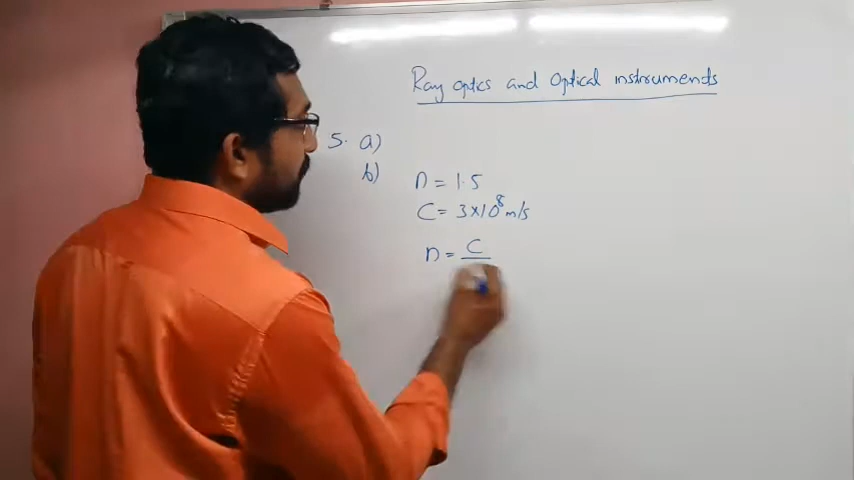 Ray optics and Optical instruments
5. a)
b) n = 1.5
C = 3×10⁸ m/s
n = C